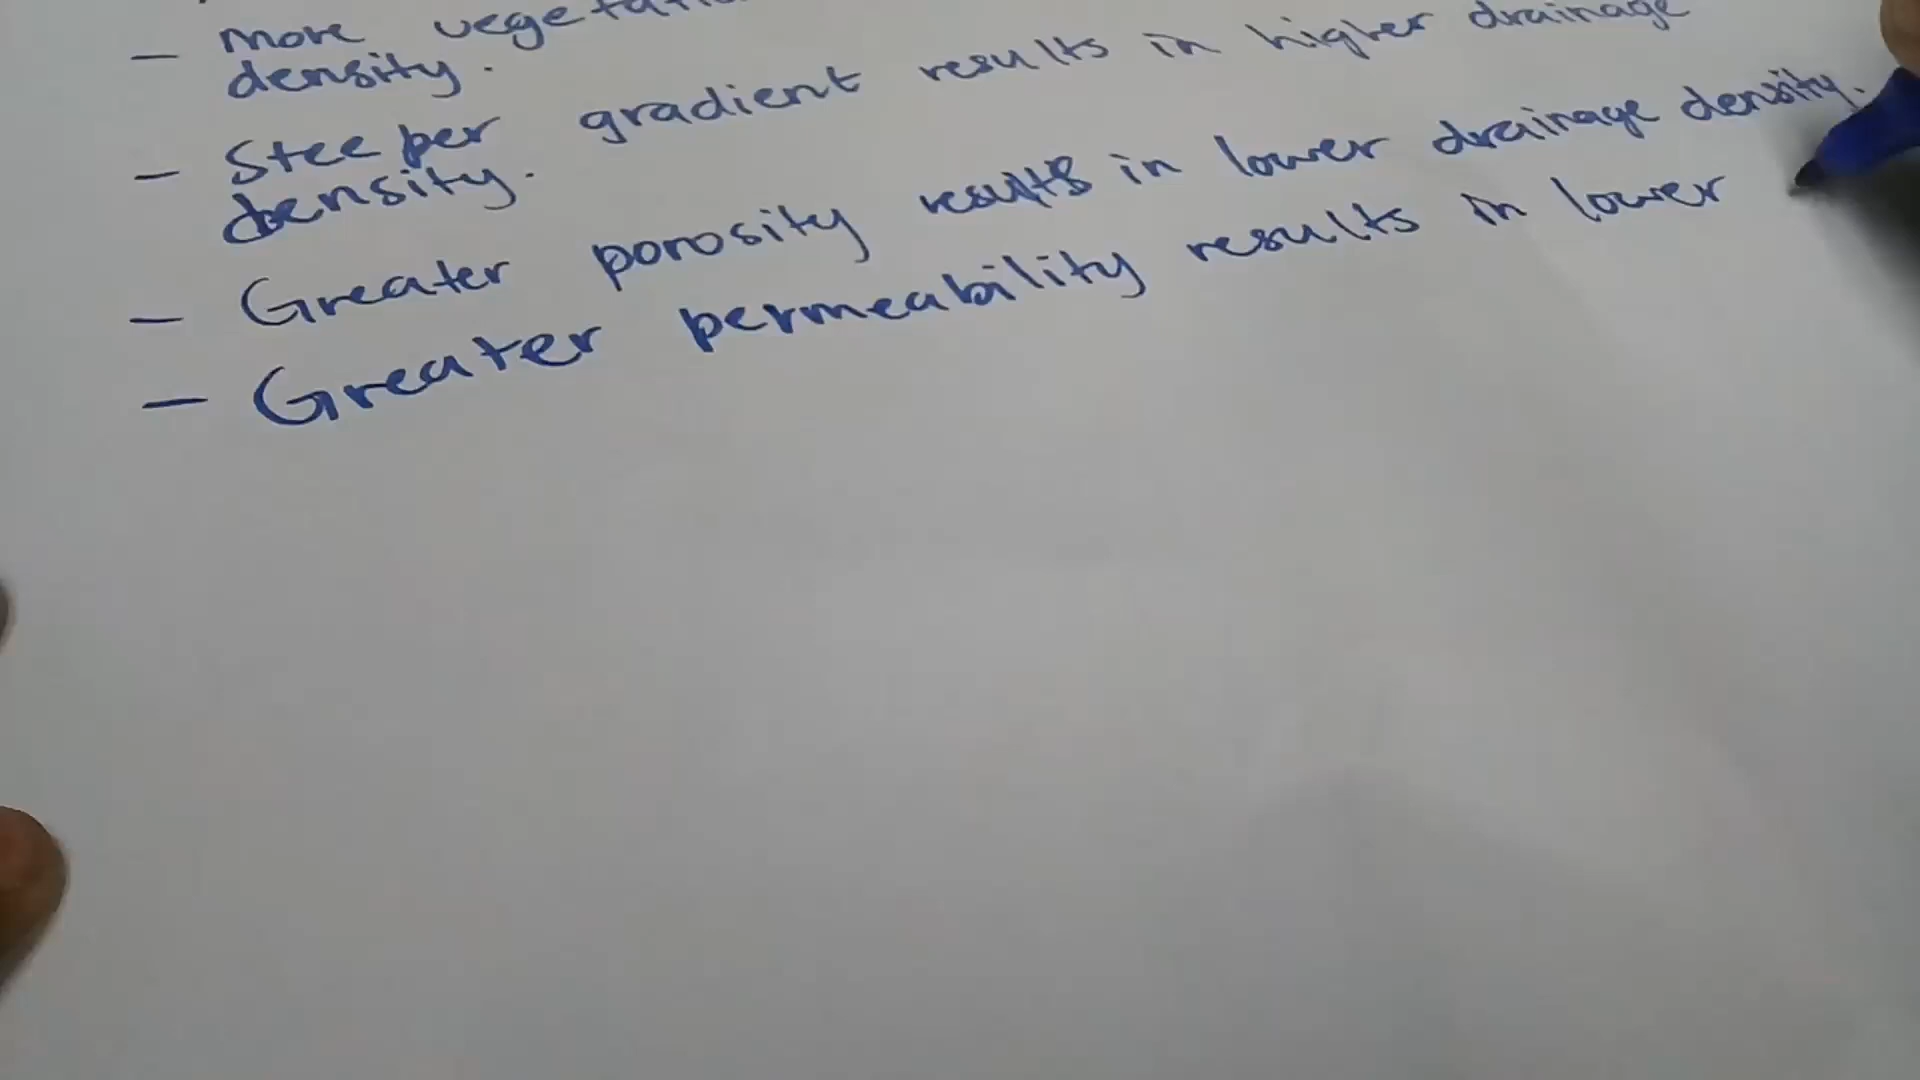 - More vegetation
density.
- Steeper gradient results in higher drainage
density.
- Greater porosity results in lower drainage density.
- Greater permeability results in lower